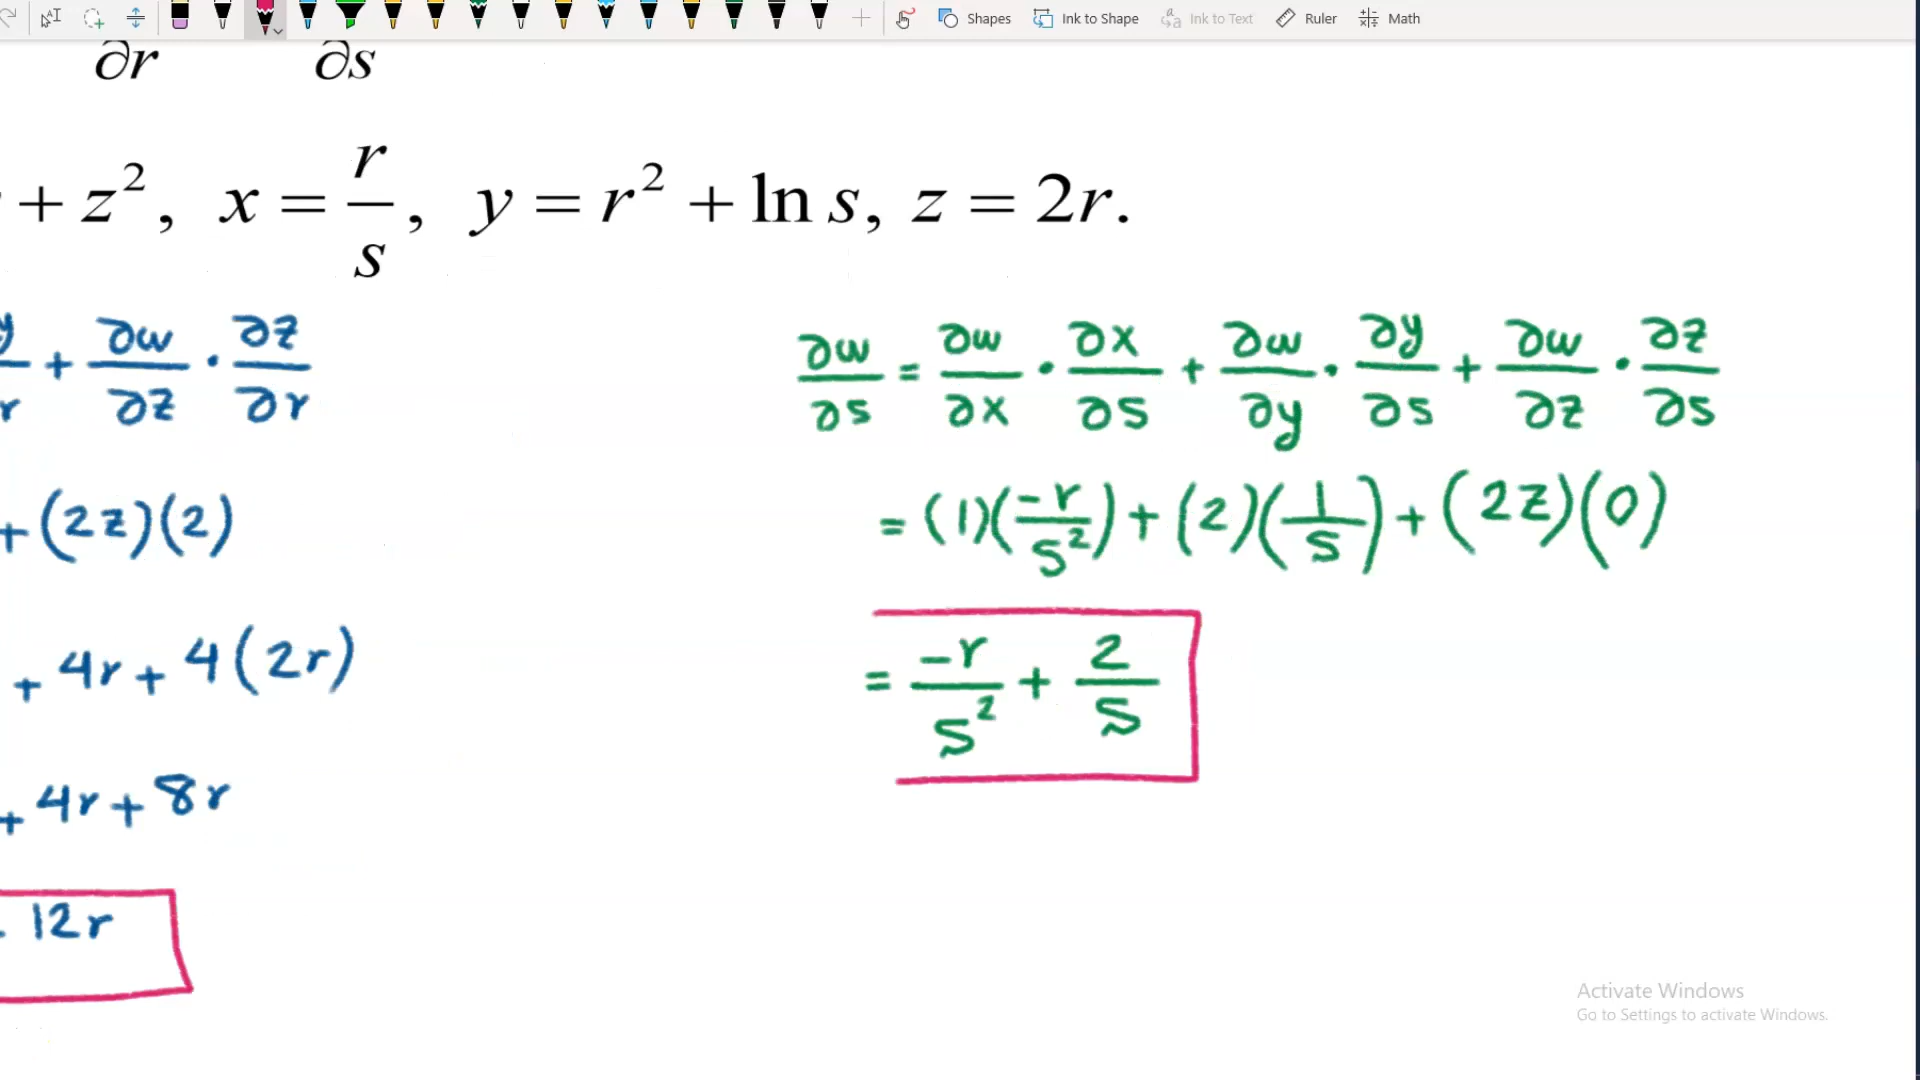 Shapes Ink to Shape Ink to Text Ruler Math
∂r ∂s
+ z², x = r/s, y = r² + ln s, z = 2r.
y/r + ∂w/∂z · ∂z/∂r
+ (2z)(2)
+ 4r + 4(2r)
+ 4r + 8r
12r
∂w/∂s = ∂w/∂x · ∂x/∂s + ∂w/∂y · ∂y/∂s + ∂w/∂z · ∂z/∂s
= (1)(-r/s²) + (2)(1/s) + (2z)(0)
= -r/s² + 2/s
Activate Windows
Go to Settings to activate Windows.